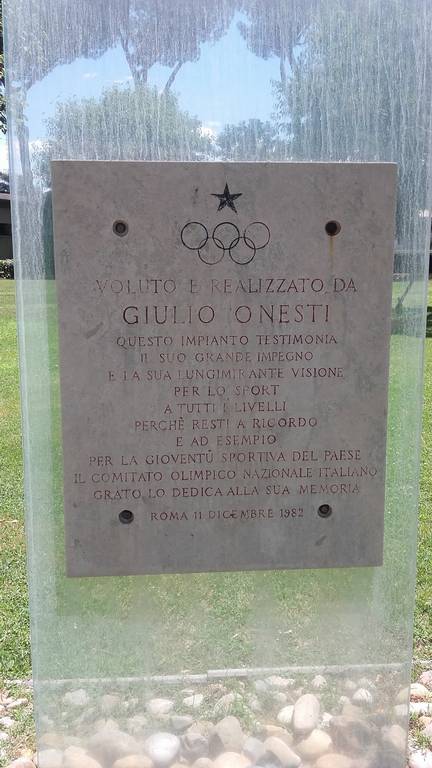 VOLUTO E REALIZZATO DA
GIULIO ONESTI
QUESTO IMPIANTO TESTIMONIA
IL SUO GRANDE IMPEGNO
E LA SUA LUNGIMIRANTE VISIONE
PER LO SPORT
A TUTTI I LIVELLI
PERCHÈ RESTI A RICORDO
E AD ESEMPIO
PER LA GIOVENTÙ SPORTIVA DEL PAESE
IL COMITATO OLIMPICO NAZIONALE ITALIANO
GRATO LO DEDICA ALLA SUA MEMORIA
ROMA 11 DICEMBRE 1982